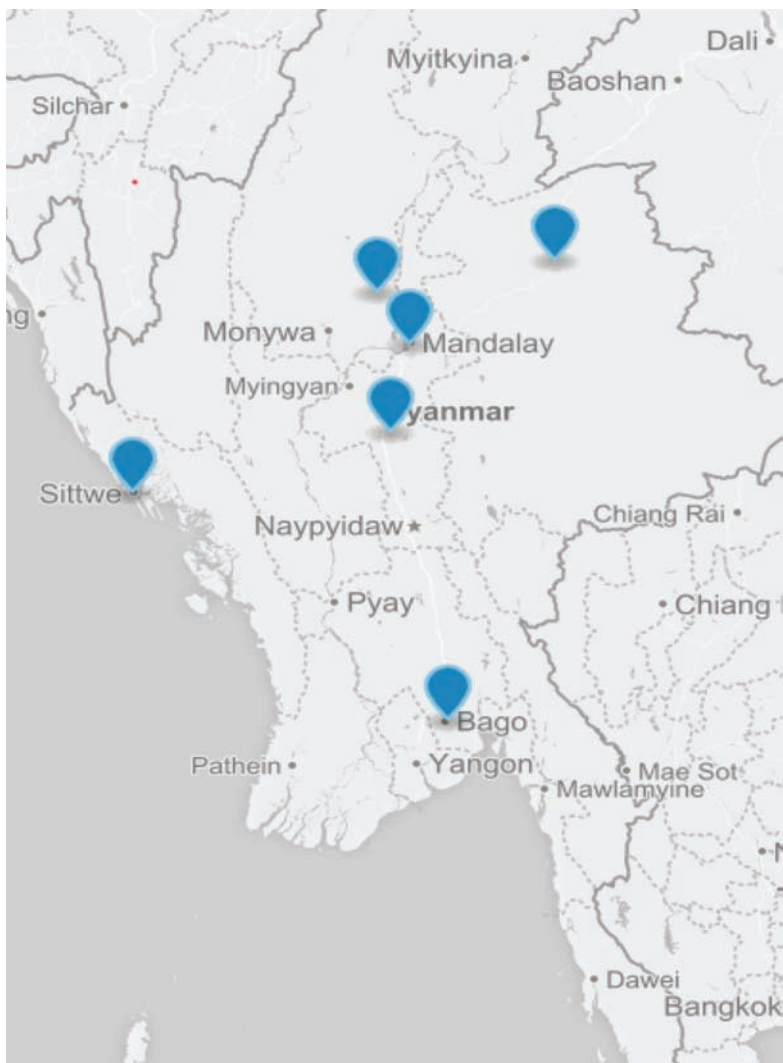 Dali
Myitkyina
Baoshan
Silchar
ng
Monywa
Mandalay
Myingyan
yanmar
Sittwe
Chiang Rai
Naypyidaw
Pyay
Chiang
Bago
Pathein
Yangon
Mae Sot
Mawlamyine
N
Dawei
Bangkok